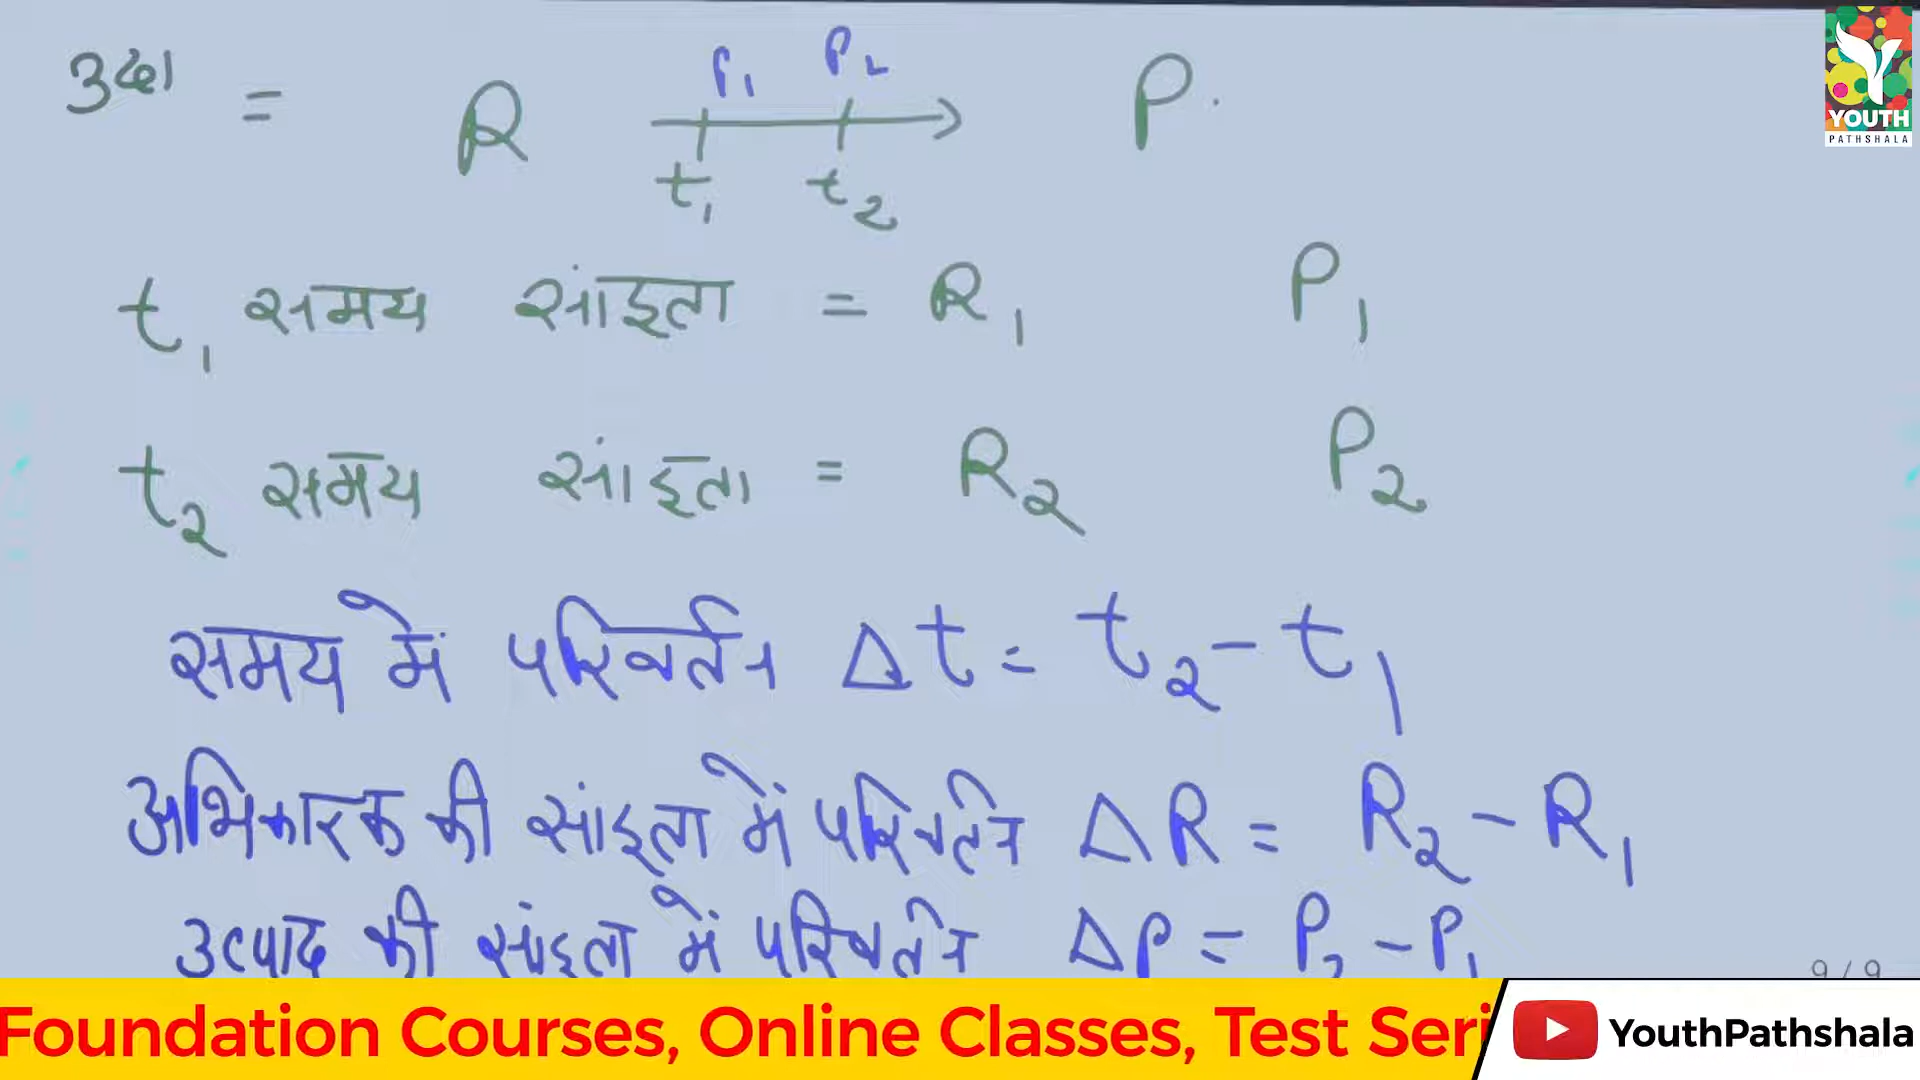 उदा = R P1 P2 → P.
t1 t2
t1 समय सांद्रता = R1 P1
t2 समय सांद्रता = R2 P2
समय में परिवर्तन Δt = t2 - t1
अभिकारक की सांद्रता में परिवर्तन ΔR = R2 - R1
उत्पाद की सांद्रता में परिवर्तन ΔP = P2 - P1
9 / 9
YOUTH
PATHSHALA
Foundation Courses, Online Classes, Test Seri
YouthPathshala